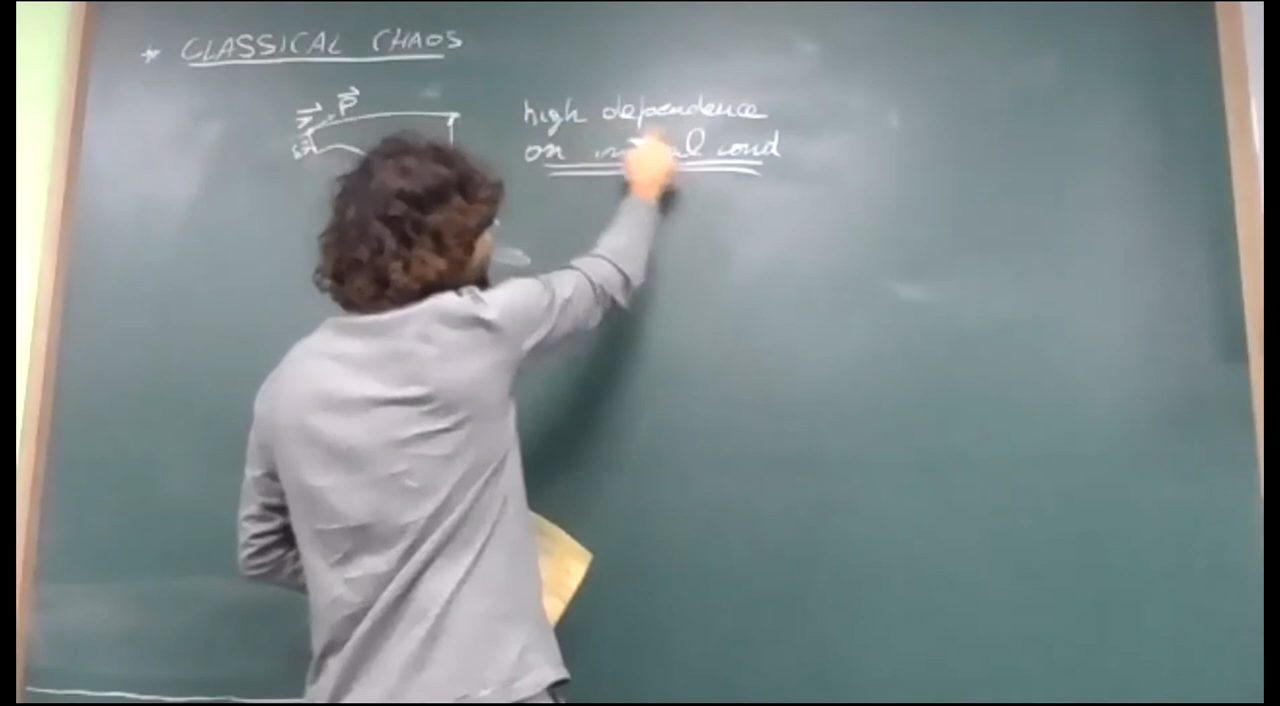 * CLASSICAL CHAOS
p⃗
high dependence
on cond